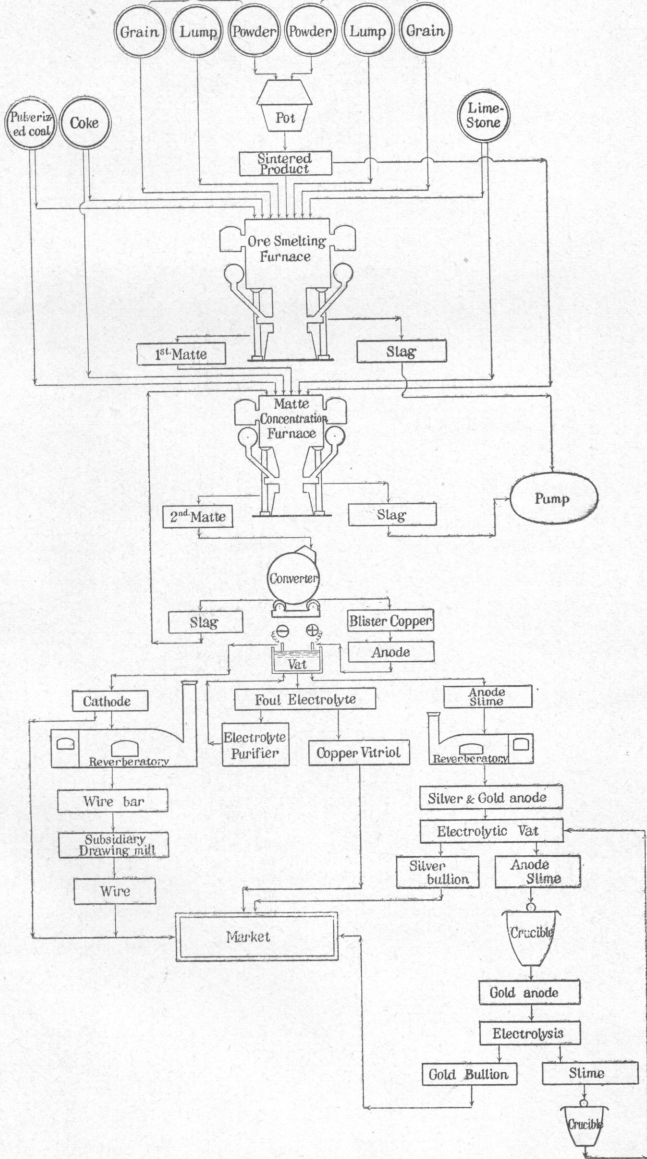 Grain
Lump
Powder
Powder
Lump
Grain
Pot
Pulveriz-
ed coal
Coke
Lime-
Stone
Sintered
Product
Ore Smelting
Furnace
1st. Matte
Slag
Matte
Concentration
Furnace
2nd. Matte
Slag
Pump
Converter
Slag
Blister Copper
Anode
− +
Vat
Cathode
Foul Electrolyte
Anode
Slime
Reverberatory
Electrolyte
Purifier
Copper Vitriol
Reverberatory
Wire bar
Silver & Gold anode
Subsidiary
Drawing mill
Electrolytic Vat
Wire
Silver
bullion
Anode
Slime
Market
Crucible
Gold anode
Electrolysis
Gold Bullion
Slime
Crucible